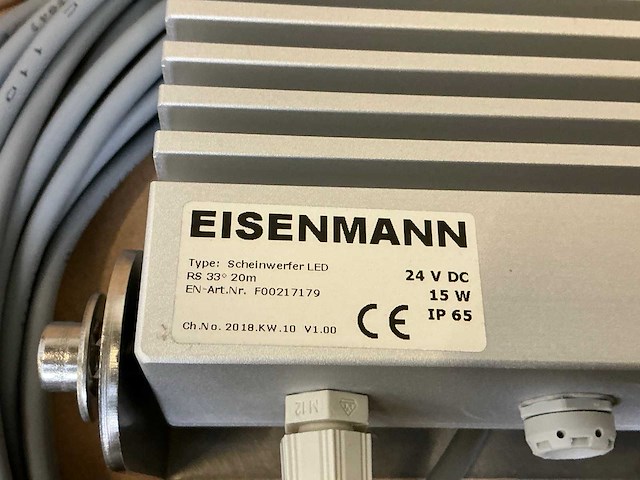 EISENMANN
Type: Scheinwerfer LED
RS 33° 20m
EN-Art.Nr. F00217179
24 V DC
15 W
IP 65
CE
Ch.No. 2018.KW.10 V1.00
M12
110